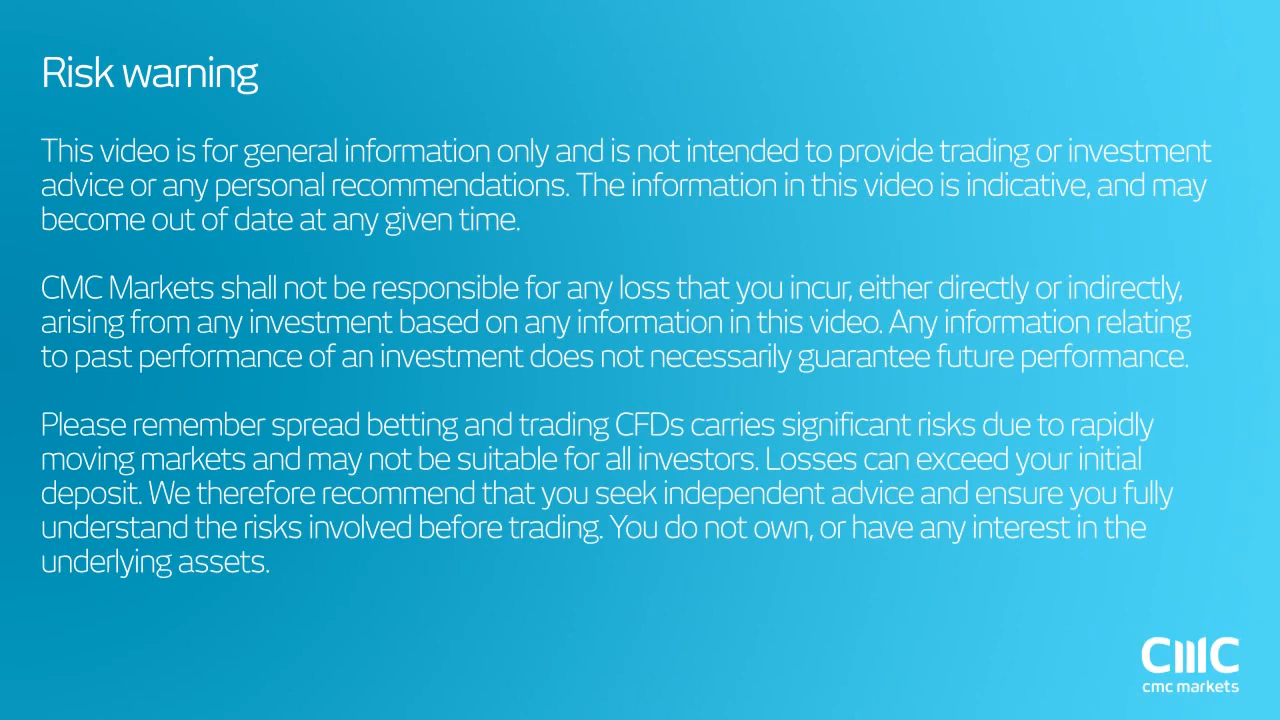 Risk warning
This video is for general information only and is not intended to provide trading or investment
advice or any personal recommendations. The information in this video is indicative, and may
become out of date at any given time.
CMC Markets shall not be responsible for any loss that you incur, either directly or indirectly,
arising from any investment based on any information in this video. Any information relating
to past performance of an investment does not necessarily guarantee future performance.
Please remember spread betting and trading CFDs carries significant risks due to rapidly
moving markets and may not be suitable for all investors. Losses can exceed your initial
deposit. We therefore recommend that you seek independent advice and ensure you fully
understand the risks involved before trading. You do not own, or have any interest in the
underlying assets.
CMC
cmc markets